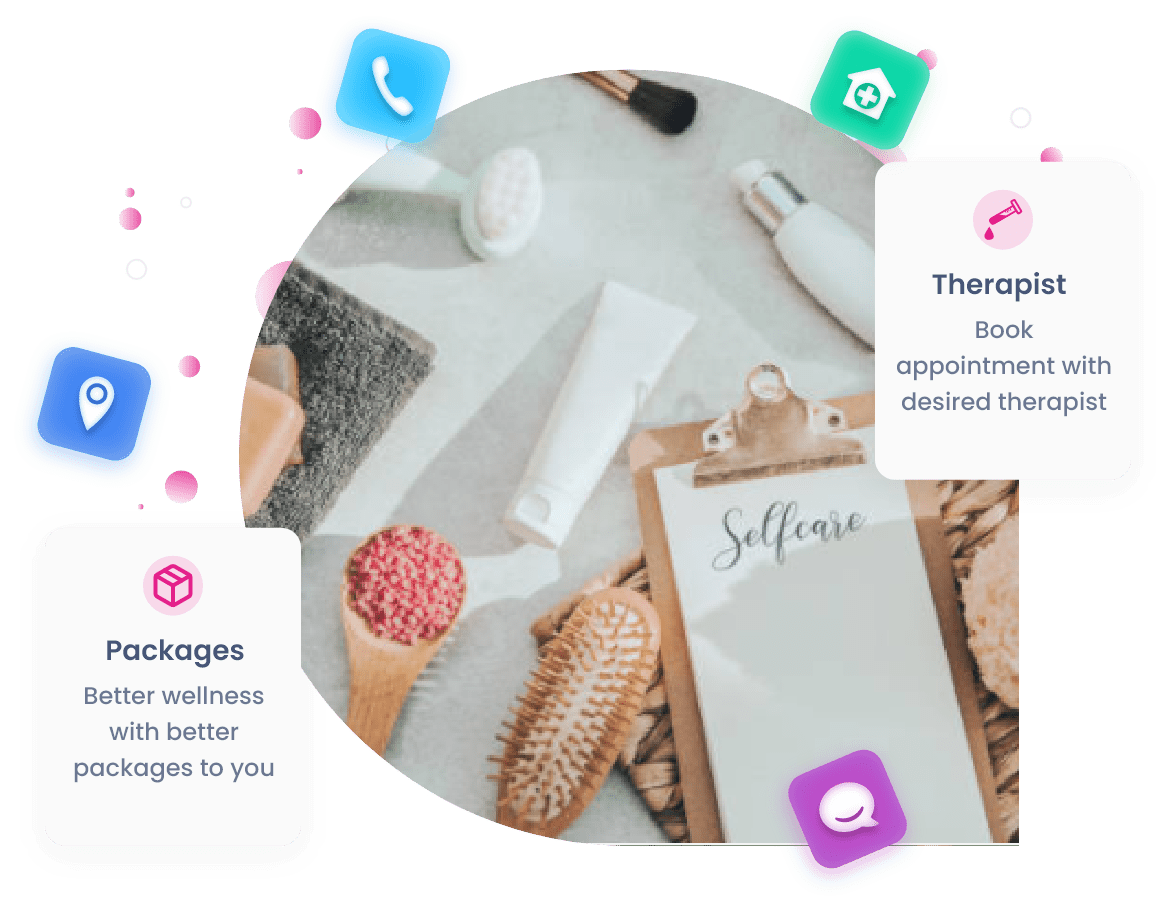 Therapist
Book
appointment with
desired therapist
Selfcare
Packages
Better wellness
with better
packages to you